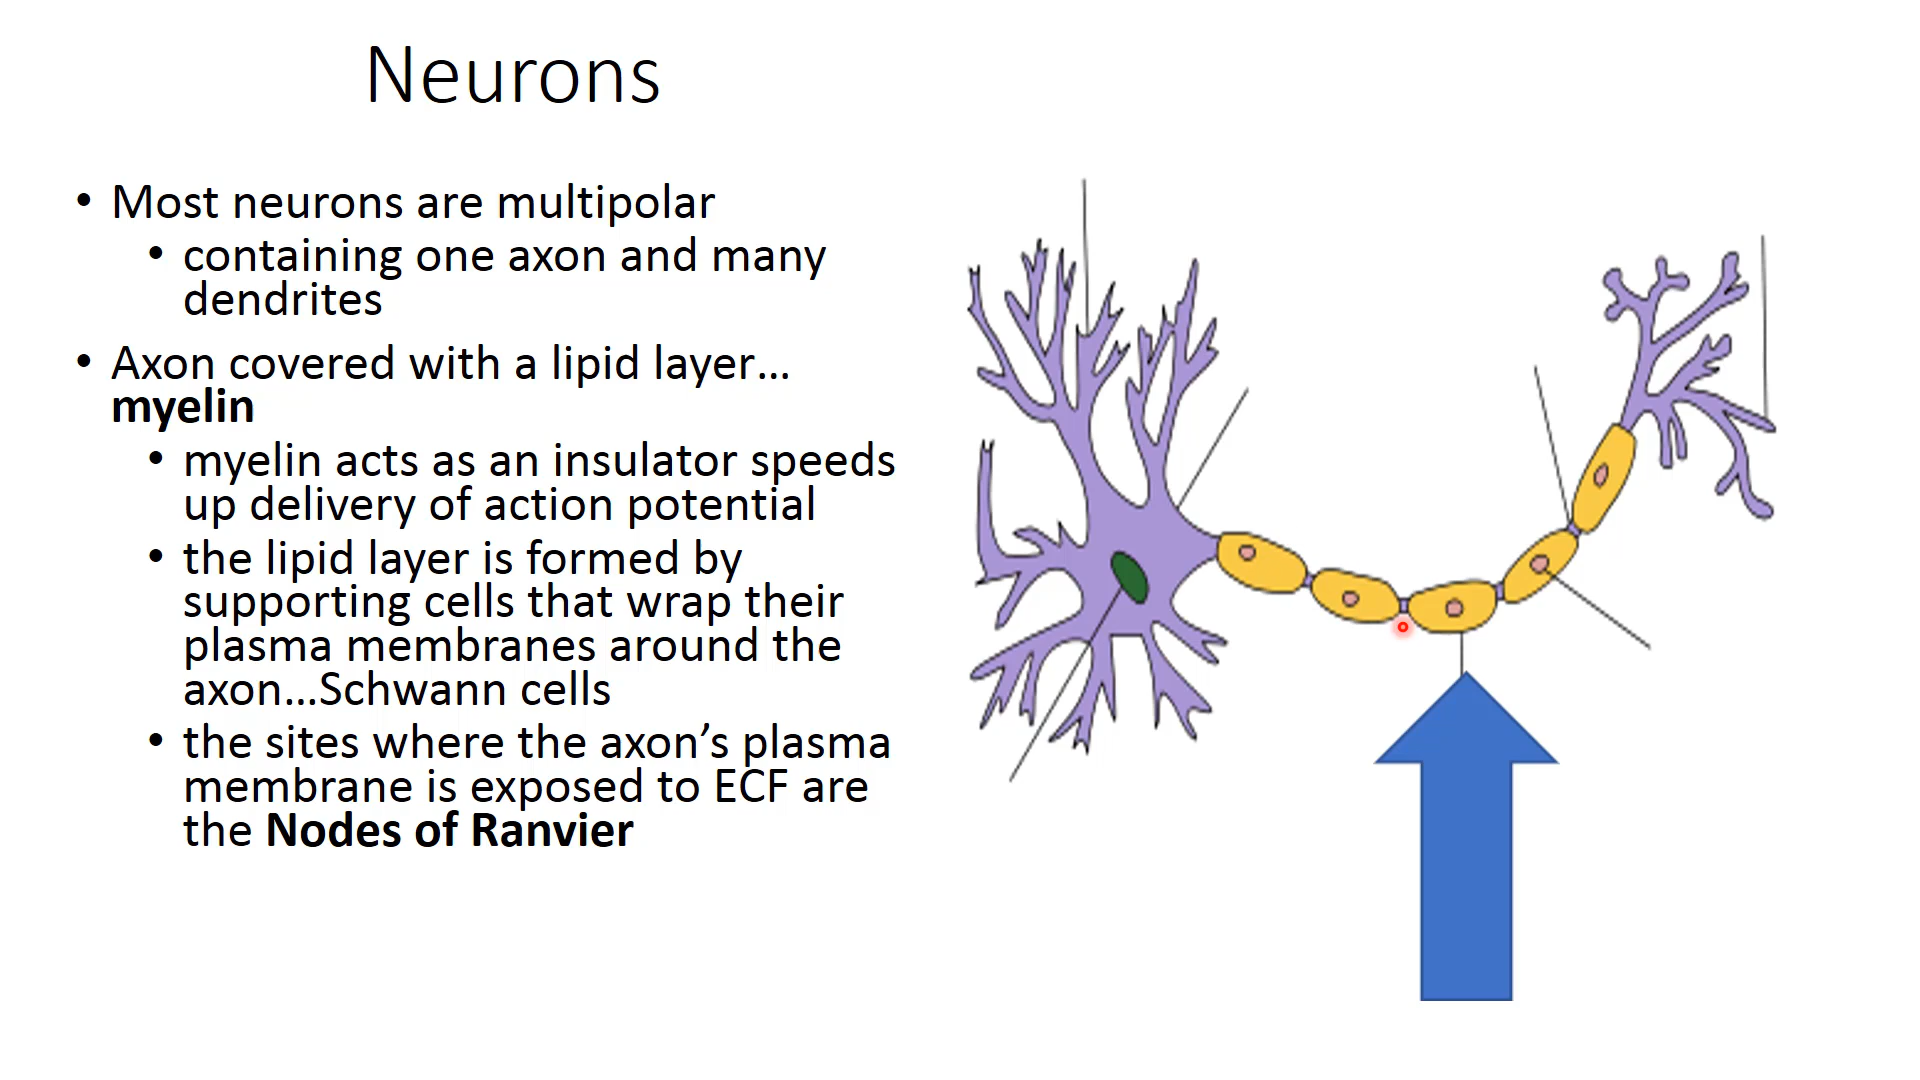 Neurons
• Most neurons are multipolar
• containing one axon and many
dendrites
• Axon covered with a lipid layer…
myelin
• myelin acts as an insulator speeds
up delivery of action potential
• the lipid layer is formed by
supporting cells that wrap their
plasma membranes around the
axon…Schwann cells
• the sites where the axon’s plasma
membrane is exposed to ECF are
the Nodes of Ranvier